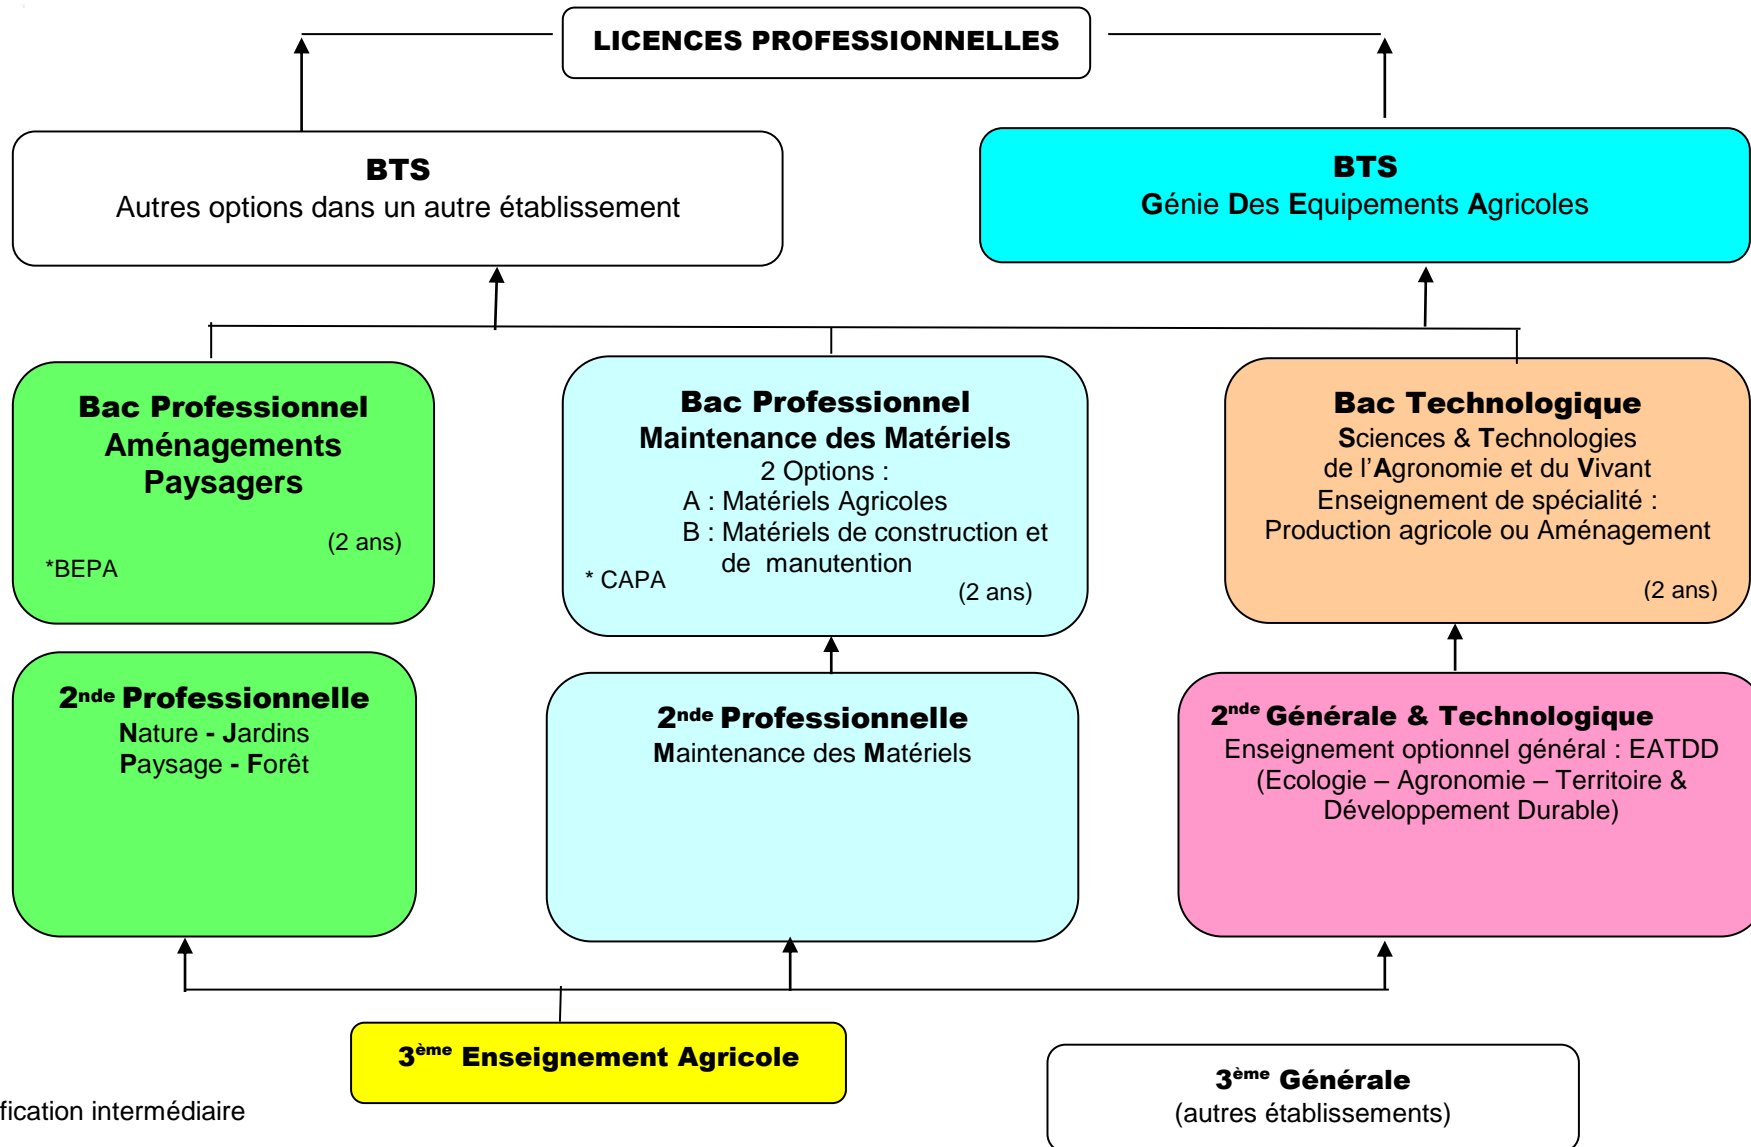 LICENCES PROFESSIONNELLES
BTS
Autres options dans un autre établissement
BTS
Génie Des Equipements Agricoles
Bac Professionnel
Aménagements
Paysagers
(2 ans)
*BEPA
Bac Professionnel
Maintenance des Matériels
2 Options :
A : Matériels Agricoles
B : Matériels de construction et
de manutention
* CAPA
(2 ans)
Bac Technologique
Sciences & Technologies
de l’Agronomie et du Vivant
Enseignement de spécialité :
Production agricole ou Aménagement
(2 ans)
2nde Professionnelle
Nature - Jardins
Paysage - Forêt
2nde Professionnelle
Maintenance des Matériels
2nde Générale & Technologique
Enseignement optionnel général : EATDD
(Ecologie – Agronomie – Territoire &
Développement Durable)
3ème Enseignement Agricole
3ème Générale
(autres établissements)
fication intermédiaire